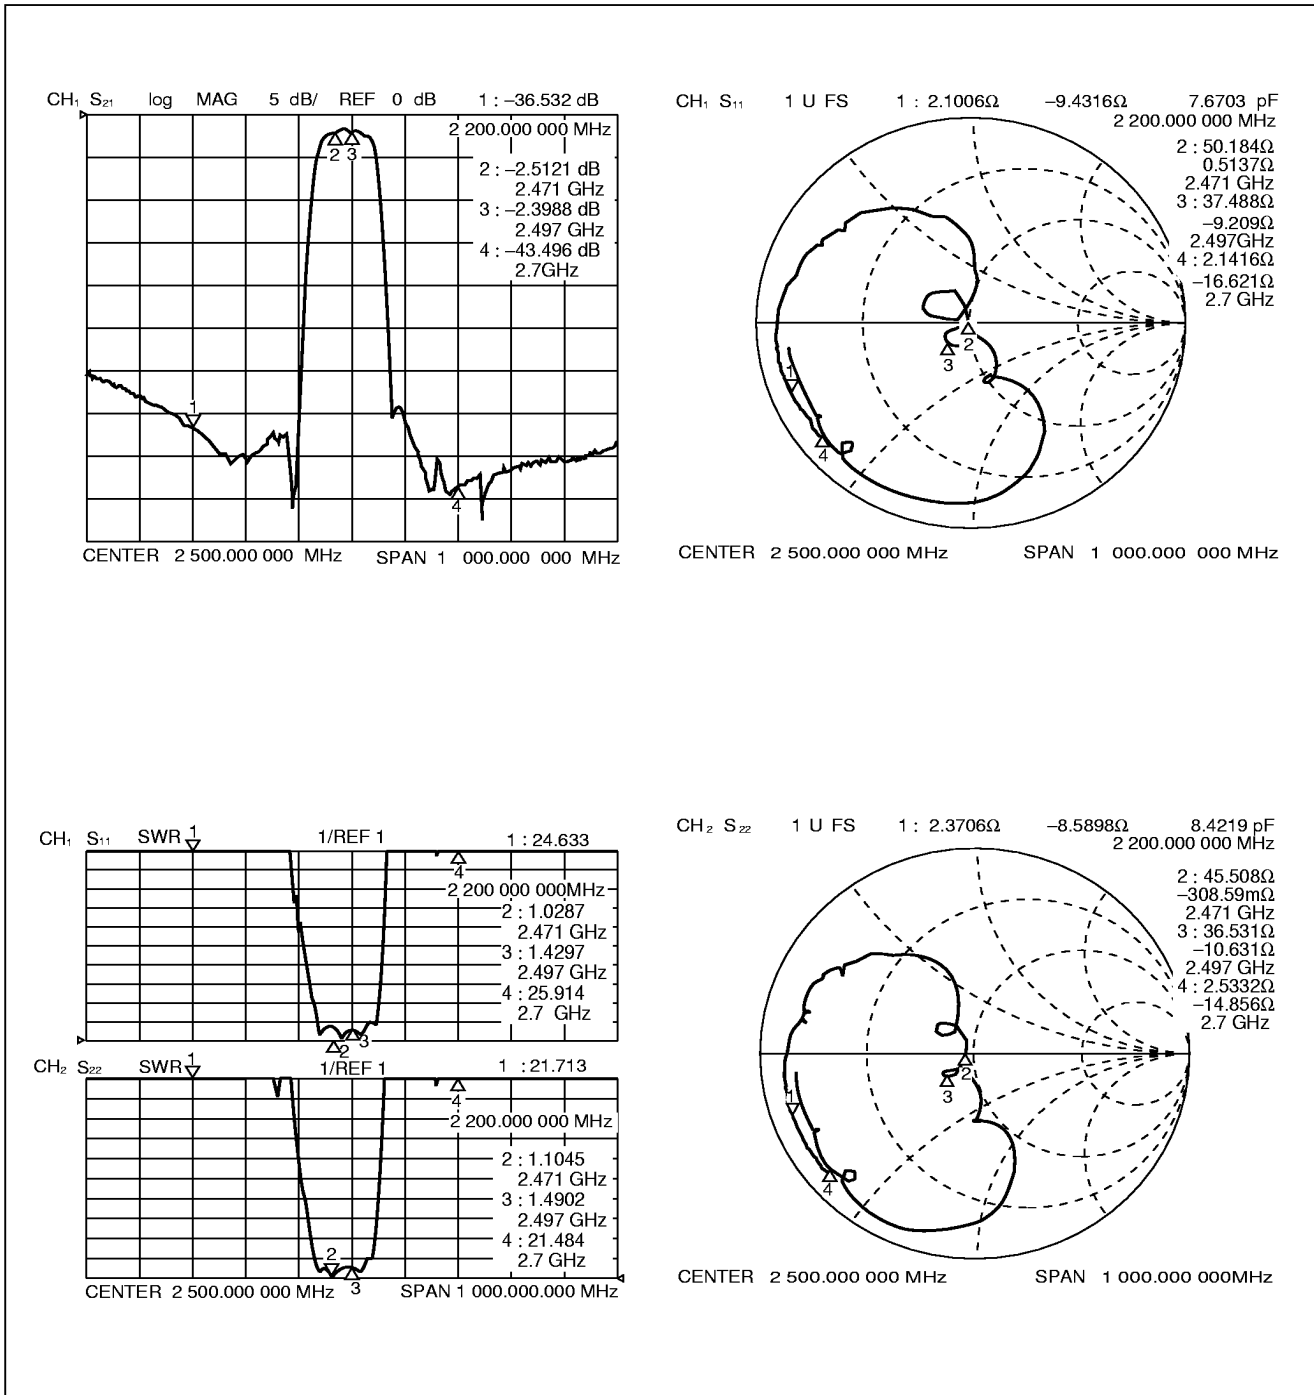 CH₁ S₂₁ log MAG 5 dB/ REF 0 dB 1 : –36.532 dB
2 200.000 000 MHz
2 3
2 : –2.5121 dB
2.471 GHz
3 : –2.3988 dB
2.497 GHz
4 : –43.496 dB
2.7GHz
1
4
CENTER 2 500.000 000 MHz SPAN 1 000.000 000 MHz
CH₁ S₁₁ 1 U FS 1 : 2.1006Ω –9.4316Ω 7.6703 pF
2 200.000 000 MHz
2 : 50.184Ω
0.5137Ω
2.471 GHz
3 : 37.488Ω
–9.209Ω
2.497GHz
4 : 2.1416Ω
–16.621Ω
2.7 GHz
2
3
1
4
CENTER 2 500.000 000 MHz SPAN 1 000.000 000 MHz
CH₁ S₁₁ SWR 1 1/REF 1 1 : 24.633
4
2 200 000 000MHz
2 : 1.0287
2.471 GHz
3 : 1.4297
2.497 GHz
4 : 25.914
2.7 GHz
3
2
CH₂ S₂₂ SWR 1 1/REF 1 1 :21.713
4
2 200.000 000 MHz
2 : 1.1045
2.471 GHz
3 : 1.4902
2.497 GHz
4 : 21.484
2.7 GHz
2
3
CENTER 2 500.000 000 MHz SPAN 1 000.000.000 MHz
CH₂ S₂₂ 1 U FS 1 : 2.3706Ω –8.5898Ω 8.4219 pF
2 200.000 000 MHz
2 : 45.508Ω
–308.59mΩ
2.471 GHz
3 : 36.531Ω
–10.631Ω
2.497 GHz
4 : 2.5332Ω
–14.856Ω
2.7 GHz
2
3
1
4
CENTER 2 500.000 000 MHz SPAN 1 000.000 000MHz